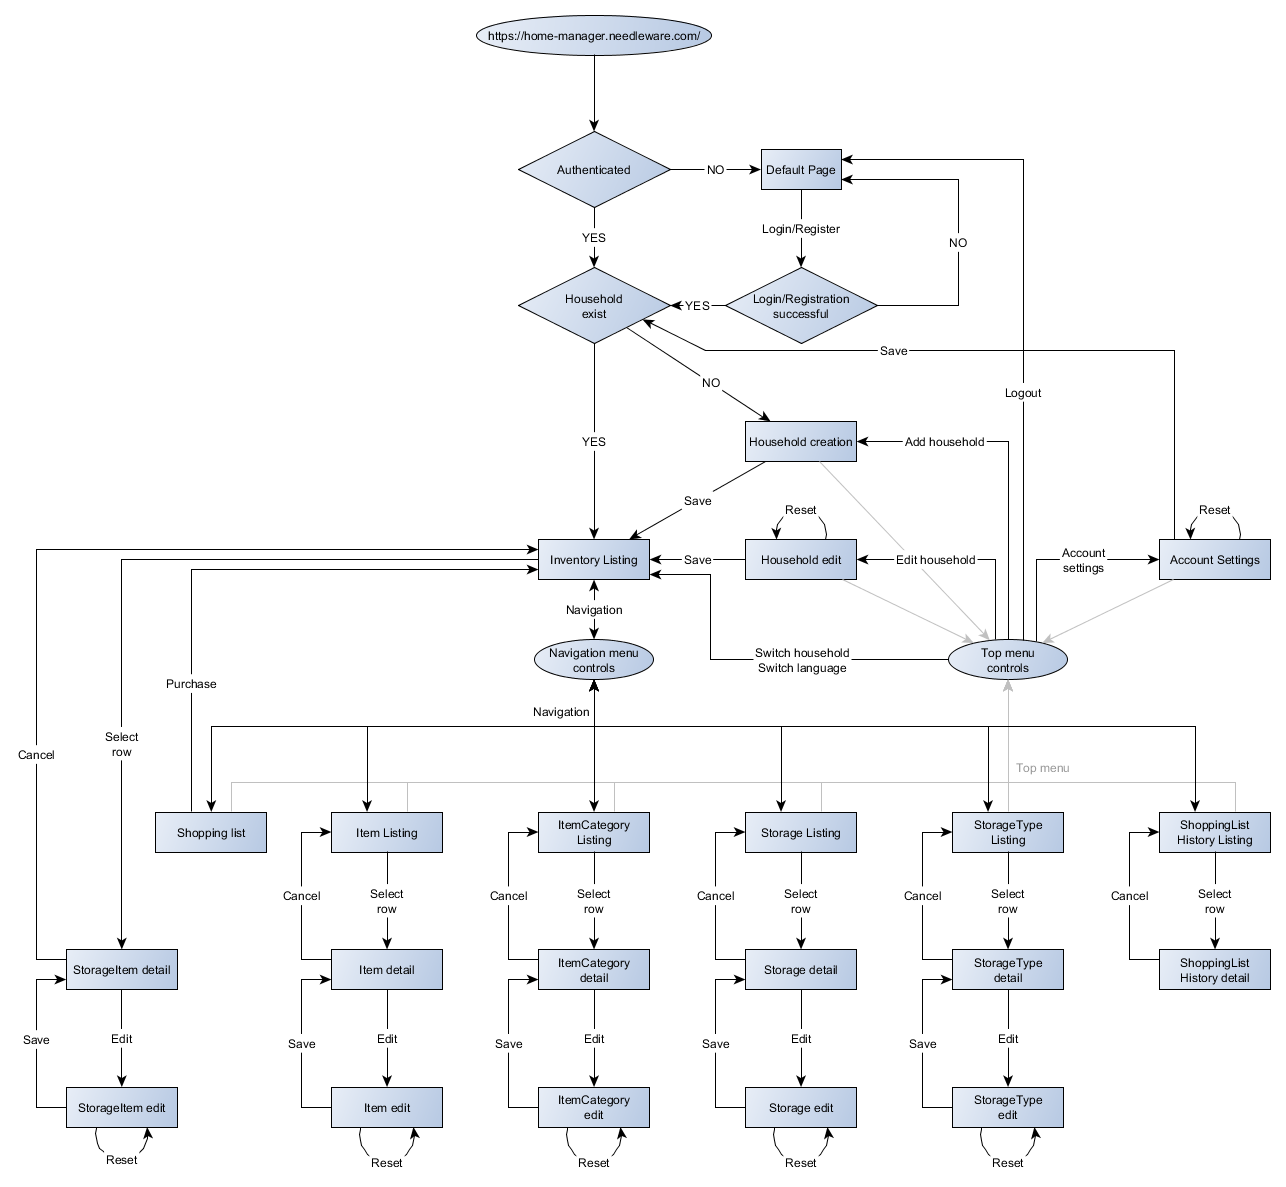 https://home-manager.needleware.com/
Authenticated
NO
Default Page
YES
Login/Register
NO
Household
exist
YES
Login/Registration
successful
Save
NO
Logout
YES
Household creation
Add household
Save
Reset
Reset
Inventory Listing
Save
Household edit
Edit household
Account
settings
Account Settings
Navigation
Navigation menu
controls
Switch household
Switch language
Top menu
controls
Purchase
Navigation
Cancel
Select
row
Top menu
Shopping list
Item Listing
ItemCategory
Listing
Storage Listing
StorageType
Listing
ShoppingList
History Listing
Cancel
Select
row
Cancel
Select
row
Cancel
Select
row
Cancel
Select
row
Cancel
Select
row
StorageItem detail
Item detail
ItemCategory
detail
Storage detail
StorageType
detail
ShoppingList
History detail
Save
Edit
Save
Edit
Save
Edit
Save
Edit
Save
Edit
StorageItem edit
Item edit
ItemCategory
edit
Storage edit
StorageType
edit
Reset
Reset
Reset
Reset
Reset